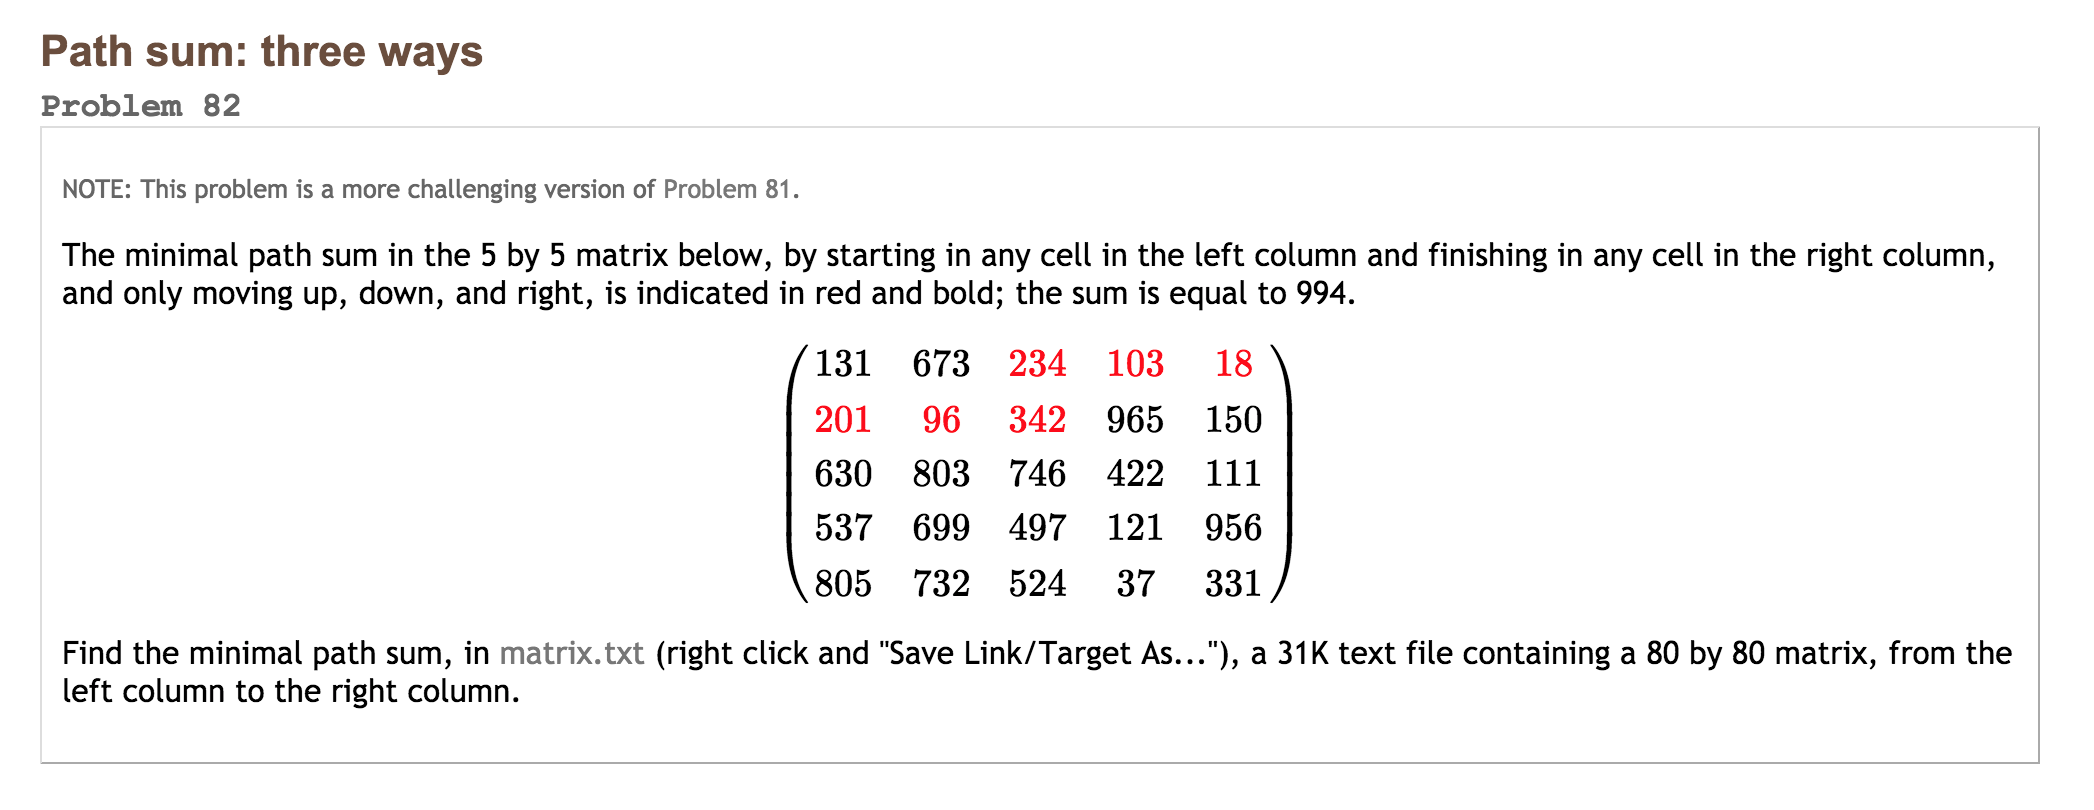 Path sum: three ways
Problem 82
NOTE: This problem is a more challenging version of Problem 81.
The minimal path sum in the 5 by 5 matrix below, by starting in any cell in the left column and finishing in any cell in the right column,
and only moving up, down, and right, is indicated in red and bold; the sum is equal to 994.
131 673 234 103 18
201 96 342 965 150
630 803 746 422 111
537 699 497 121 956
805 732 524 37 331
Find the minimal path sum, in matrix.txt (right click and "Save Link/Target As..."), a 31K text file containing a 80 by 80 matrix, from the
left column to the right column.